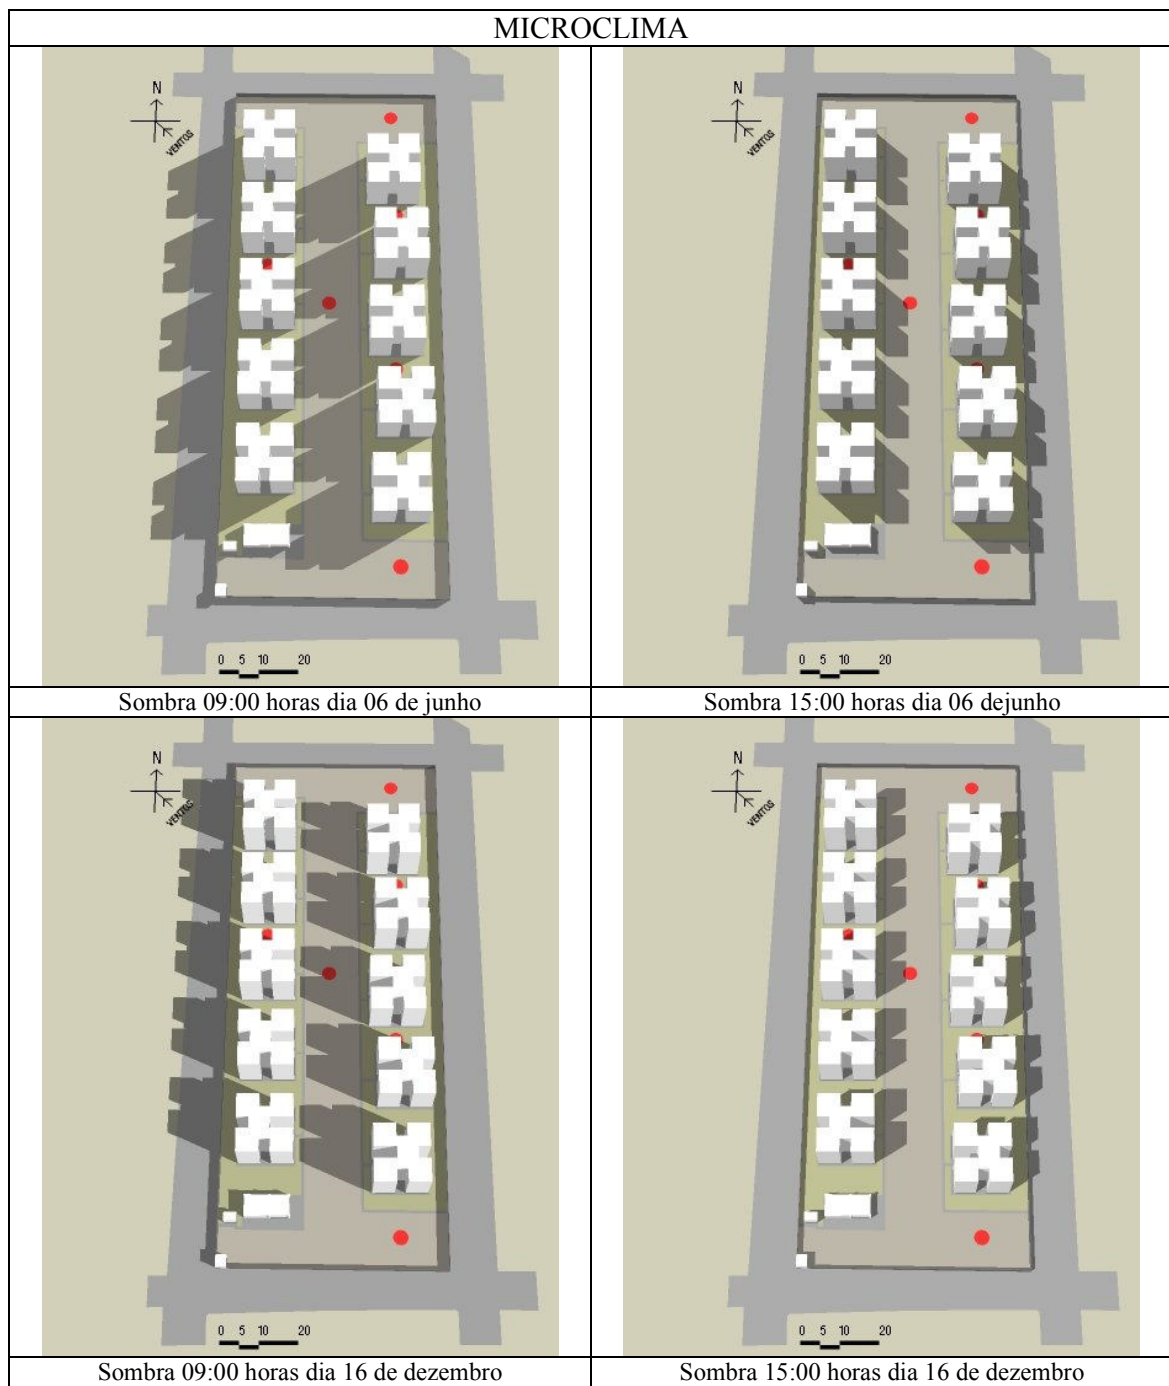 MICROCLIMA
N
VENTOS
0 5 10 20
N
VENTOS
0 5 10 20
Sombra 09:00 horas dia 06 de junho
Sombra 15:00 horas dia 06 dejunho
N
VENTOS
0 5 10 20
N
VENTOS
0 5 10 20
Sombra 09:00 horas dia 16 de dezembro
Sombra 15:00 horas dia 16 de dezembro